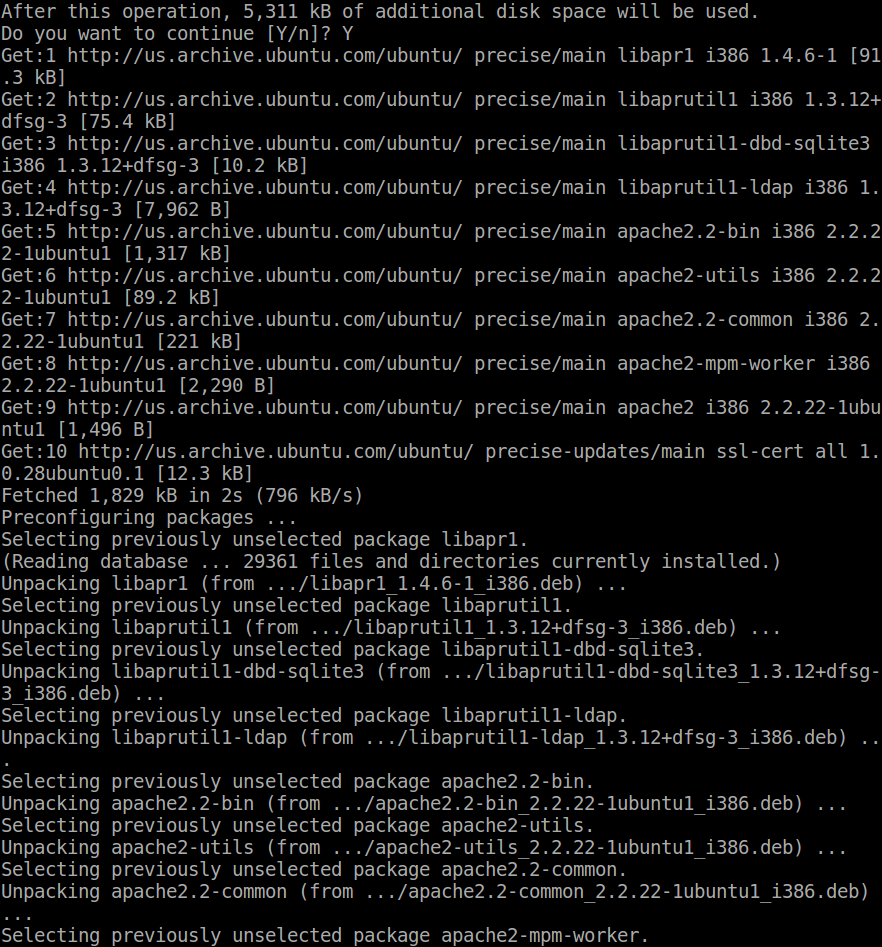 After this operation, 5,311 kB of additional disk space will be used.
Do you want to continue [Y/n]? Y
Get:1 http://us.archive.ubuntu.com/ubuntu/ precise/main libapr1 i386 1.4.6-1 [91
.3 kB]
Get:2 http://us.archive.ubuntu.com/ubuntu/ precise/main libaprutil1 i386 1.3.12+
dfsg-3 [75.4 kB]
Get:3 http://us.archive.ubuntu.com/ubuntu/ precise/main libaprutil1-dbd-sqlite3
i386 1.3.12+dfsg-3 [10.2 kB]
Get:4 http://us.archive.ubuntu.com/ubuntu/ precise/main libaprutil1-ldap i386 1.
3.12+dfsg-3 [7,962 B]
Get:5 http://us.archive.ubuntu.com/ubuntu/ precise/main apache2.2-bin i386 2.2.2
2-1ubuntu1 [1,317 kB]
Get:6 http://us.archive.ubuntu.com/ubuntu/ precise/main apache2-utils i386 2.2.2
2-1ubuntu1 [89.2 kB]
Get:7 http://us.archive.ubuntu.com/ubuntu/ precise/main apache2.2-common i386 2.
2.22-1ubuntu1 [221 kB]
Get:8 http://us.archive.ubuntu.com/ubuntu/ precise/main apache2-mpm-worker i386
2.2.22-1ubuntu1 [2,290 B]
Get:9 http://us.archive.ubuntu.com/ubuntu/ precise/main apache2 i386 2.2.22-1ubu
ntu1 [1,496 B]
Get:10 http://us.archive.ubuntu.com/ubuntu/ precise-updates/main ssl-cert all 1.
0.28ubuntu0.1 [12.3 kB]
Fetched 1,829 kB in 2s (796 kB/s)
Preconfiguring packages ...
Selecting previously unselected package libapr1.
(Reading database ... 29361 files and directories currently installed.)
Unpacking libapr1 (from .../libapr1_1.4.6-1_i386.deb) ...
Selecting previously unselected package libaprutil1.
Unpacking libaprutil1 (from .../libaprutil1_1.3.12+dfsg-3_i386.deb) ...
Selecting previously unselected package libaprutil1-dbd-sqlite3.
Unpacking libaprutil1-dbd-sqlite3 (from .../libaprutil1-dbd-sqlite3_1.3.12+dfsg-
3_i386.deb) ...
Selecting previously unselected package libaprutil1-ldap.
Unpacking libaprutil1-ldap (from .../libaprutil1-ldap_1.3.12+dfsg-3_i386.deb) ..
.
Selecting previously unselected package apache2.2-bin.
Unpacking apache2.2-bin (from .../apache2.2-bin_2.2.22-1ubuntu1_i386.deb) ...
Selecting previously unselected package apache2-utils.
Unpacking apache2-utils (from .../apache2-utils_2.2.22-1ubuntu1_i386.deb) ...
Selecting previously unselected package apache2.2-common.
Unpacking apache2.2-common (from .../apache2.2-common_2.2.22-1ubuntu1_i386.deb)
...
Selecting previously unselected package apache2-mpm-worker.